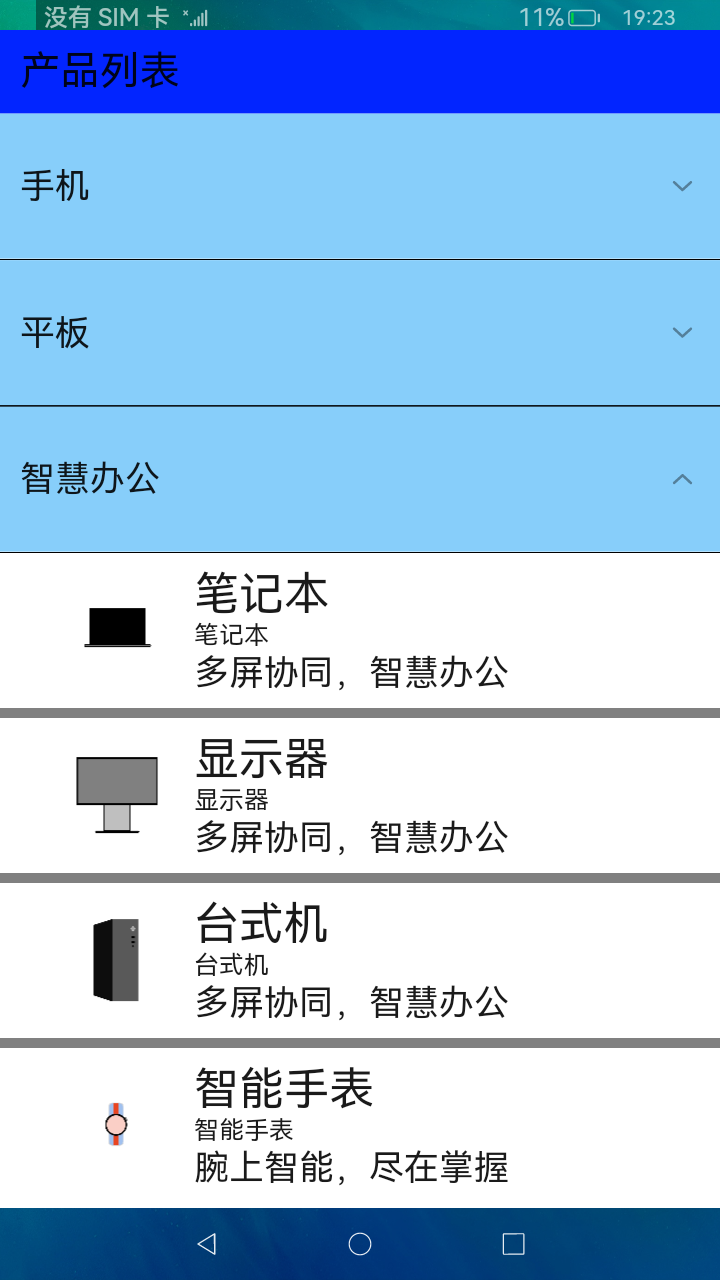 没有 SIM 卡 11% 19:23
产品列表
手机
平板
智慧办公
笔记本
笔记本
多屏协同，智慧办公
显示器
显示器
多屏协同，智慧办公
台式机
台式机
多屏协同，智慧办公
智能手表
智能手表
腕上智能，尽在掌握